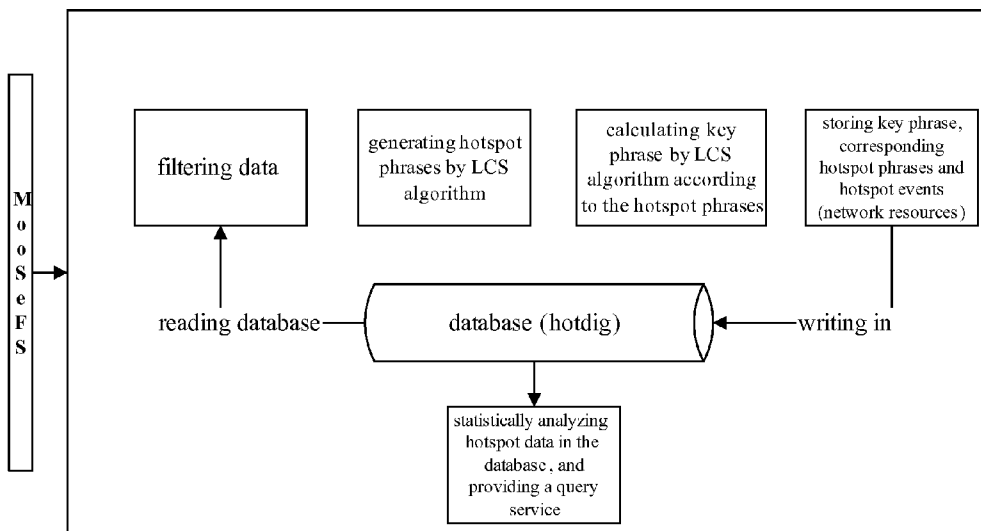 MooSeFS
filtering data
generating hotspot
phrases by LCS
algorithm
calculating key
phrase by LCS
algorithm according
to the hotspot phrases
storing key phrase,
corresponding
hotspot phrases and
hotspot events
(network resources)
reading database
database (hotdig)
writing in
statistically analyzing
hotspot data in the
database, and
providing a query
service